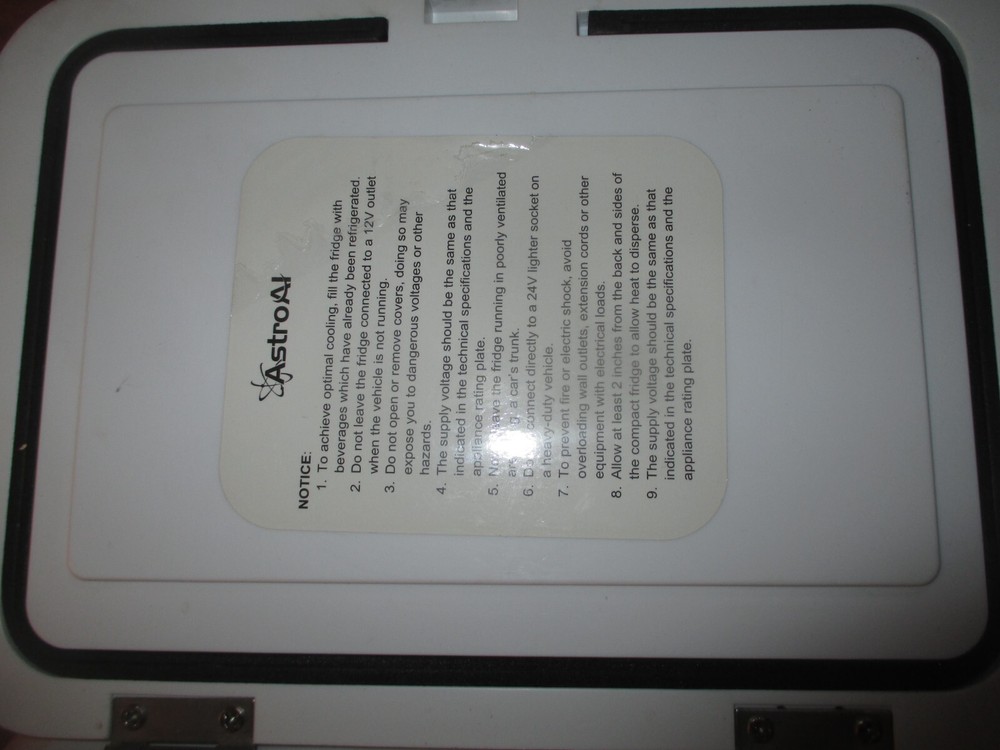 AstroAI
NOTICE:
1. To achieve optimal cooling, fill the fridge with
beverages which have already been refrigerated.
2. Do not leave the fridge connected to a 12V outlet
when the vehicle is not running.
3. Do not open or remove covers, doing so may
expose you to dangerous voltages or other
hazards.
4. The supply voltage should be the same as that
indicated in the technical specifications and the
appliance rating plate.
5. have the fridge running in poorly ventilated
a car's trunk.
6. connect directly to a 24V lighter socket on
a heavy-duty vehicle.
7. To prevent fire or electric shock, avoid
overloading wall outlets, extension cords or other
equipment with electrical loads.
8. Allow at least 2 inches from the back and sides of
the compact fridge to allow heat to disperse.
9. The supply voltage should be the same as that
indicated in the technical specifications and the
appliance rating plate.